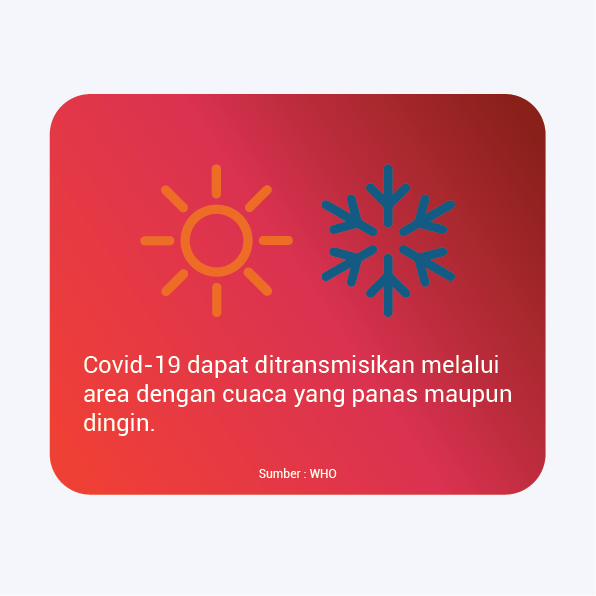 Covid-19 dapat ditransmisikan melalui
area dengan cuaca yang panas maupun
dingin.
Sumber : WHO